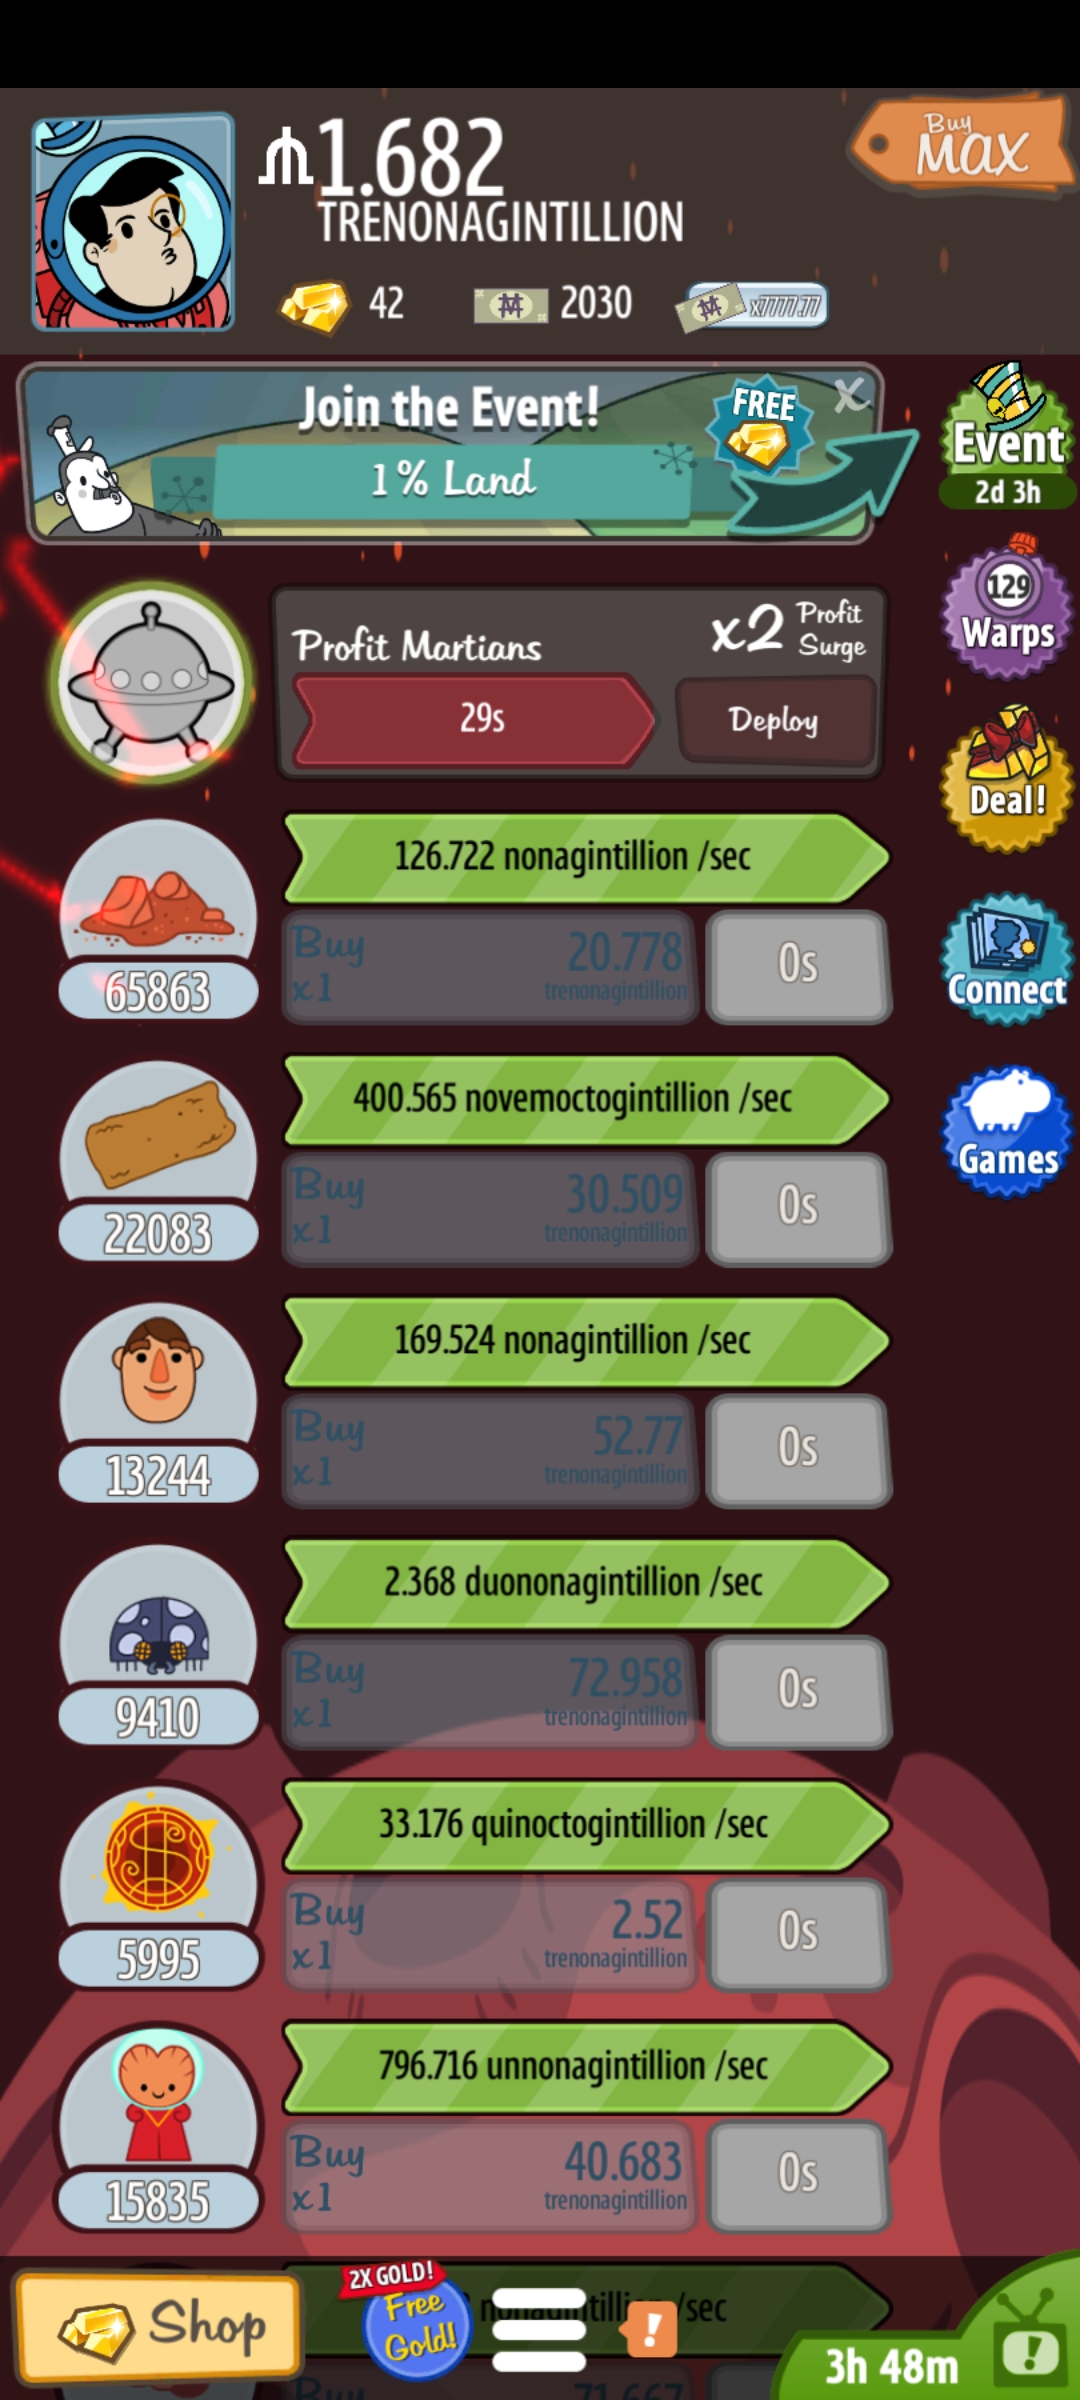 1.682
TRENONAGINTILLION
Buy
Max
42
2030
x7777.77
Join the Event!
FREE
X
1% Land
Event
2d 3h
129
Warps
Profit Martians
x2 Profit
Surge
29s
Deploy
Deal!
126.722 nonagintillion /sec
65863
Buy
x1
20.778
trenonagintillion
0s
Connect
400.565 novemoctogintillion /sec
22083
Buy
x1
30.509
trenonagintillion
0s
Games
169.524 nonagintillion /sec
13244
Buy
x1
52.77
trenonagintillion
0s
2.368 duononagintillion /sec
9410
Buy
x1
72.958
trenonagintillion
0s
33.176 quinoctogintillion /sec
5995
Buy
x1
2.52
trenonagintillion
0s
796.716 unnonagintillion /sec
15835
Buy
x1
40.683
trenonagintillion
0s
Shop
2X GOLD!
Free
Gold!
/sec
!
3h 48m
!
Buy
71.667